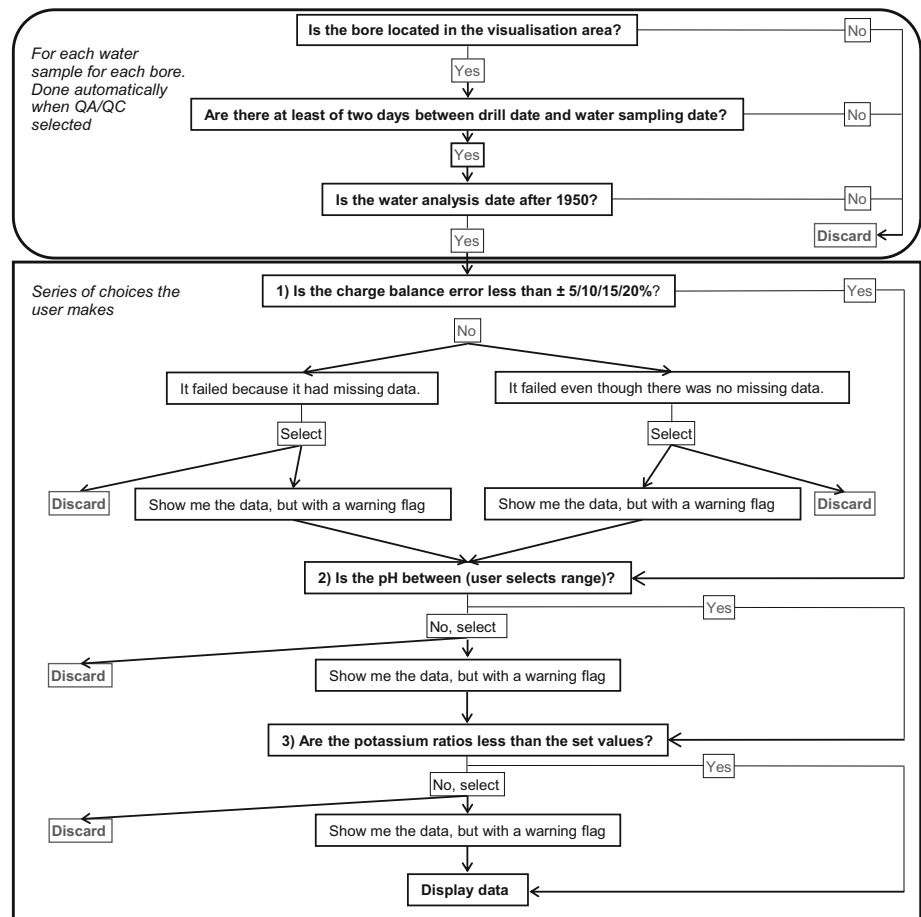 Is the bore located in the visualisation area?
No
For each water
sample for each bore.
Done automatically
when QA/QC
selected
Yes
Are there at least of two days between drill date and water sampling date?
No
Yes
Is the water analysis date after 1950?
No
Yes
Discard
Series of choices the
user makes
1) Is the charge balance error less than ± 5/10/15/20%?
Yes
No
It failed because it had missing data.
It failed even though there was no missing data.
Select
Select
Discard
Show me the data, but with a warning flag
Show me the data, but with a warning flag
Discard
2) Is the pH between (user selects range)?
Yes
No, select
Discard
Show me the data, but with a warning flag
3) Are the potassium ratios less than the set values?
Yes
No, select
Discard
Show me the data, but with a warning flag
Display data